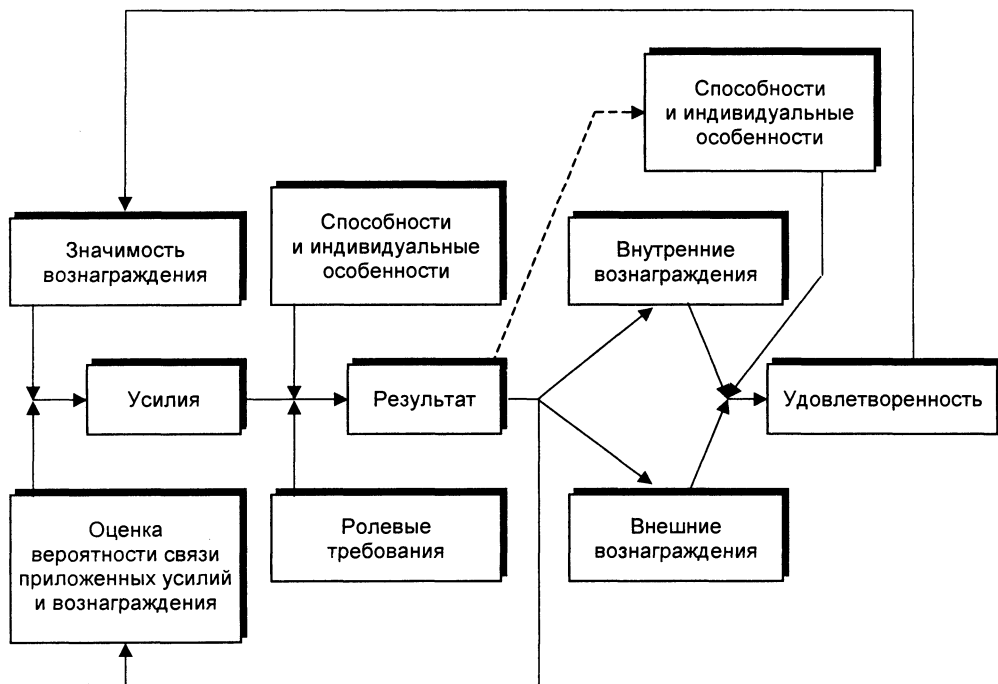 Способности
и индивидуальные
особенности
Значимость
вознаграждения
Способности
и индивидуальные
особенности
Внутренние
вознаграждения
Усилия
Результат
Удовлетворенность
Оценка
вероятности связи
приложенных усилий
и вознаграждения
Ролевые
требования
Внешние
вознаграждения